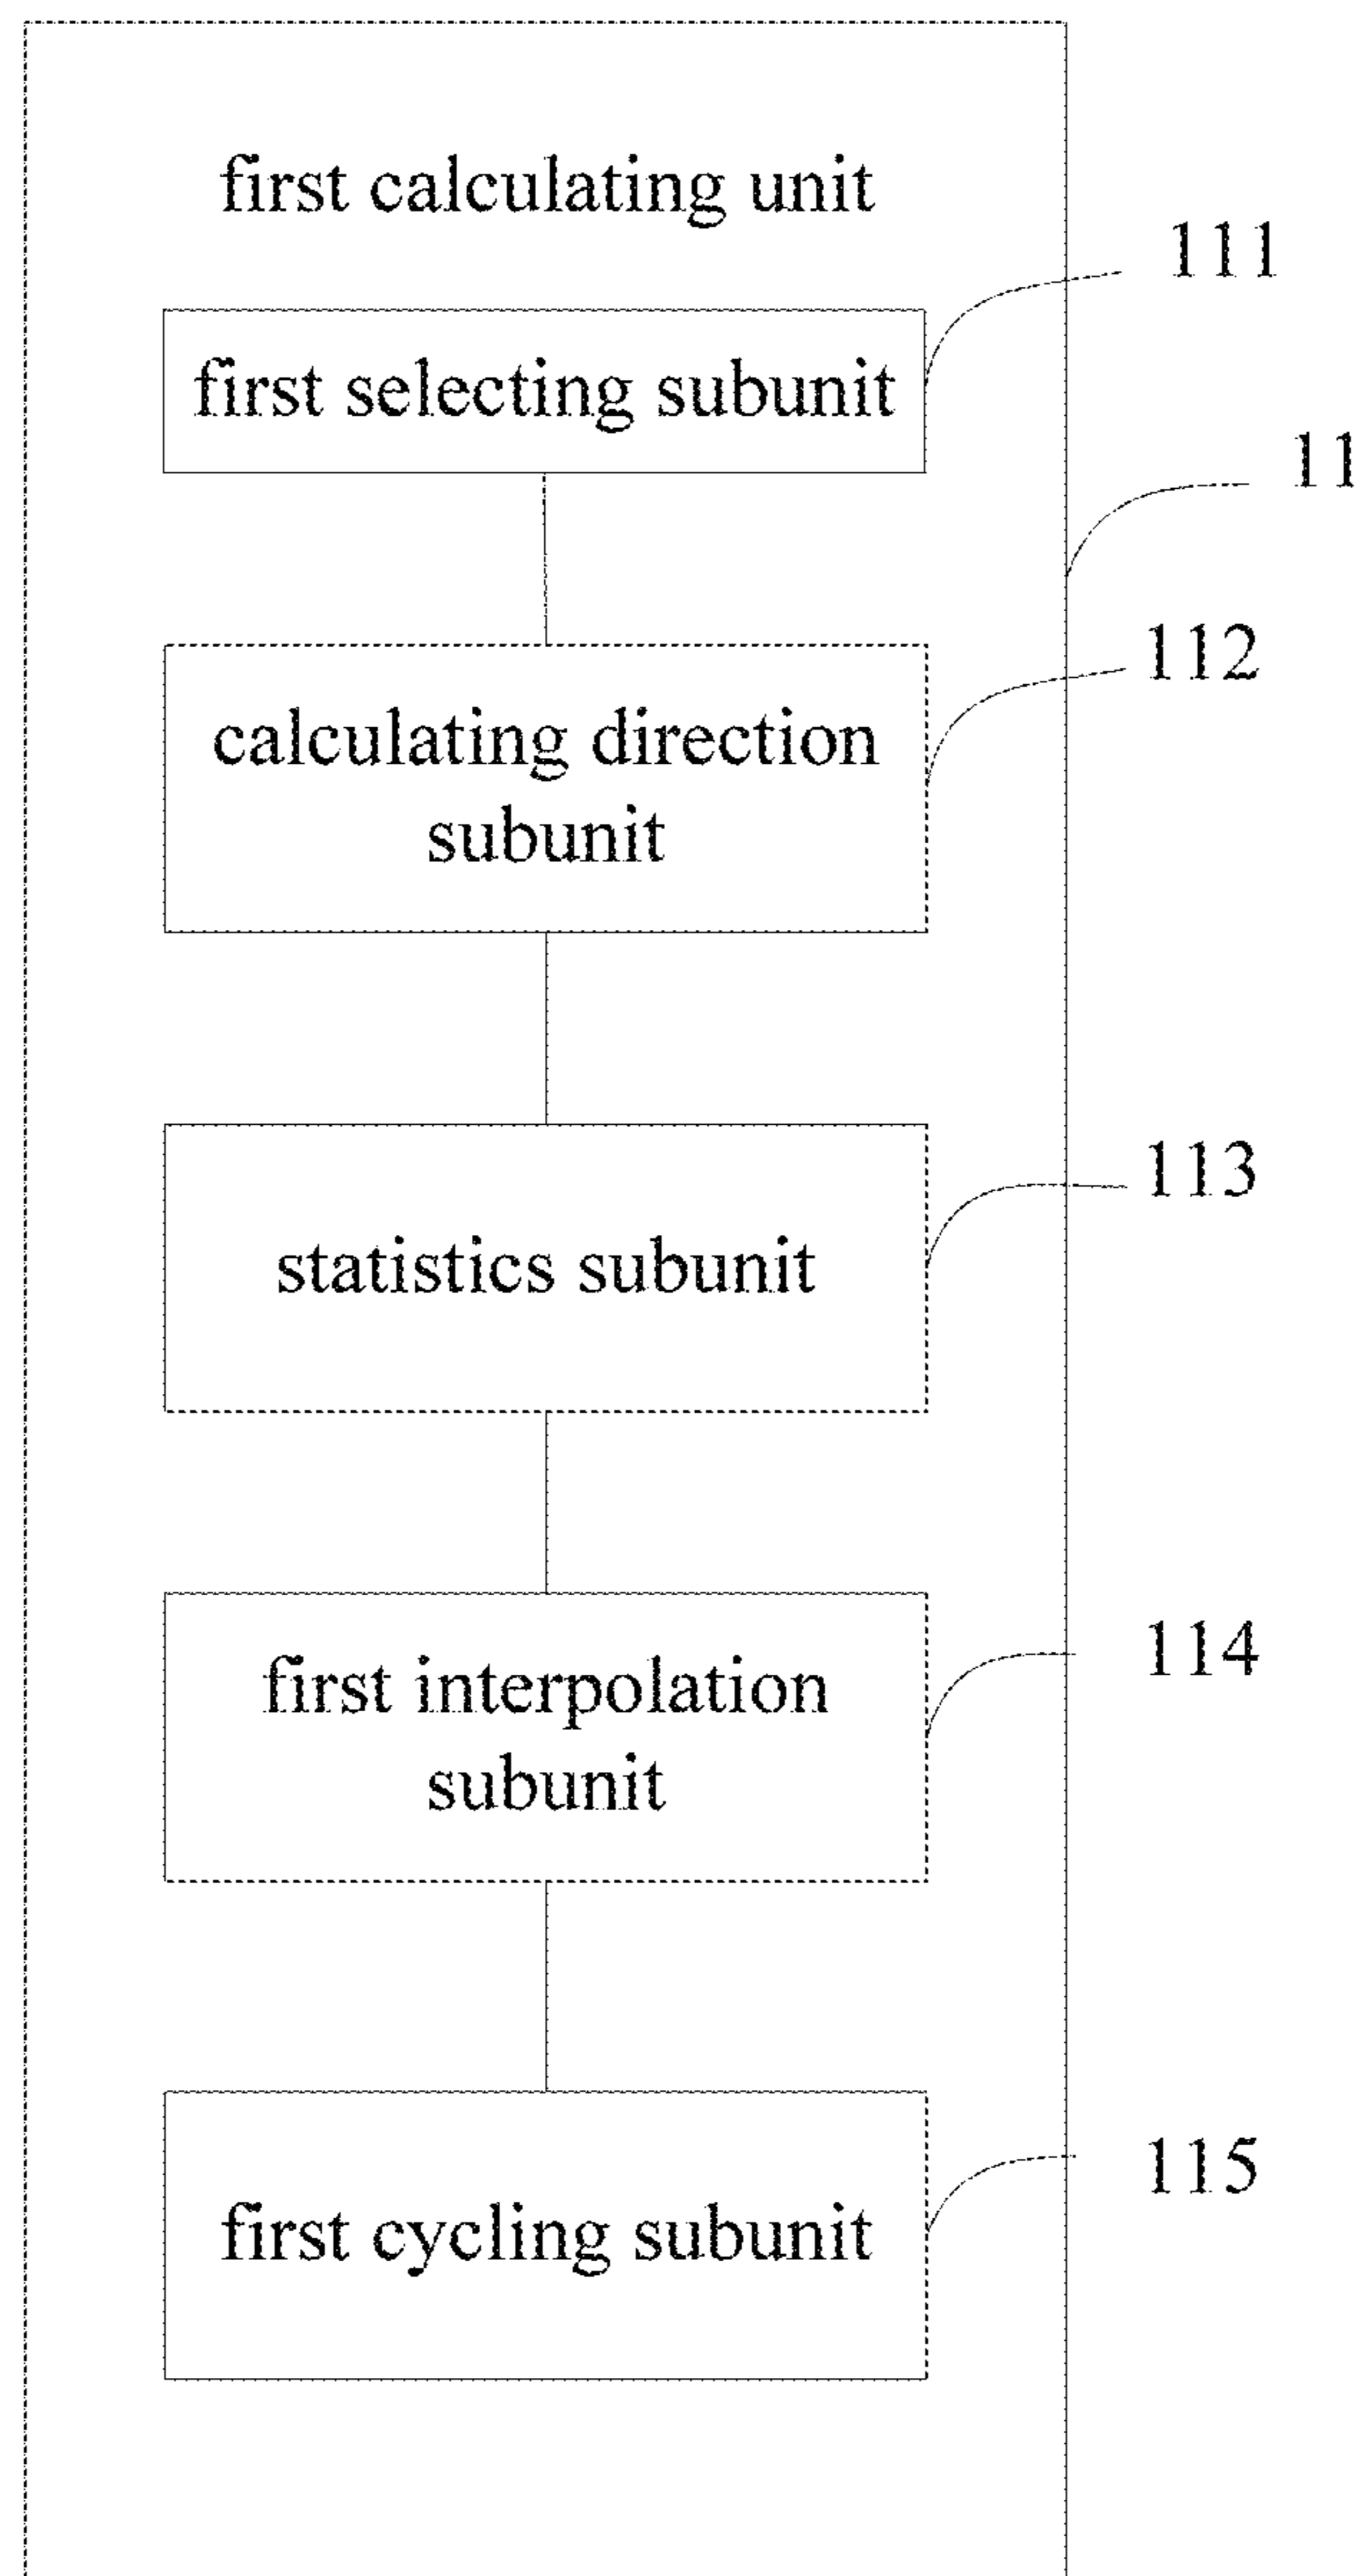 first calculating unit
111
first selecting subunit
11
112
calculating direction
subunit
113
statistics subunit
114
first interpolation
subunit
115
first cycling subunit